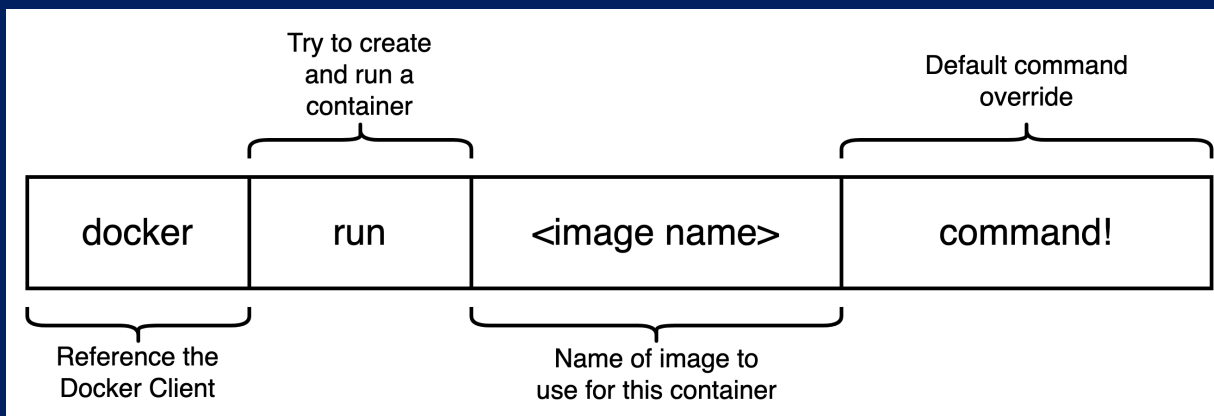 Try to create
and run a
container
Default command
override
docker
run
<image name>
command!
Reference the
Docker Client
Name of image to
use for this container